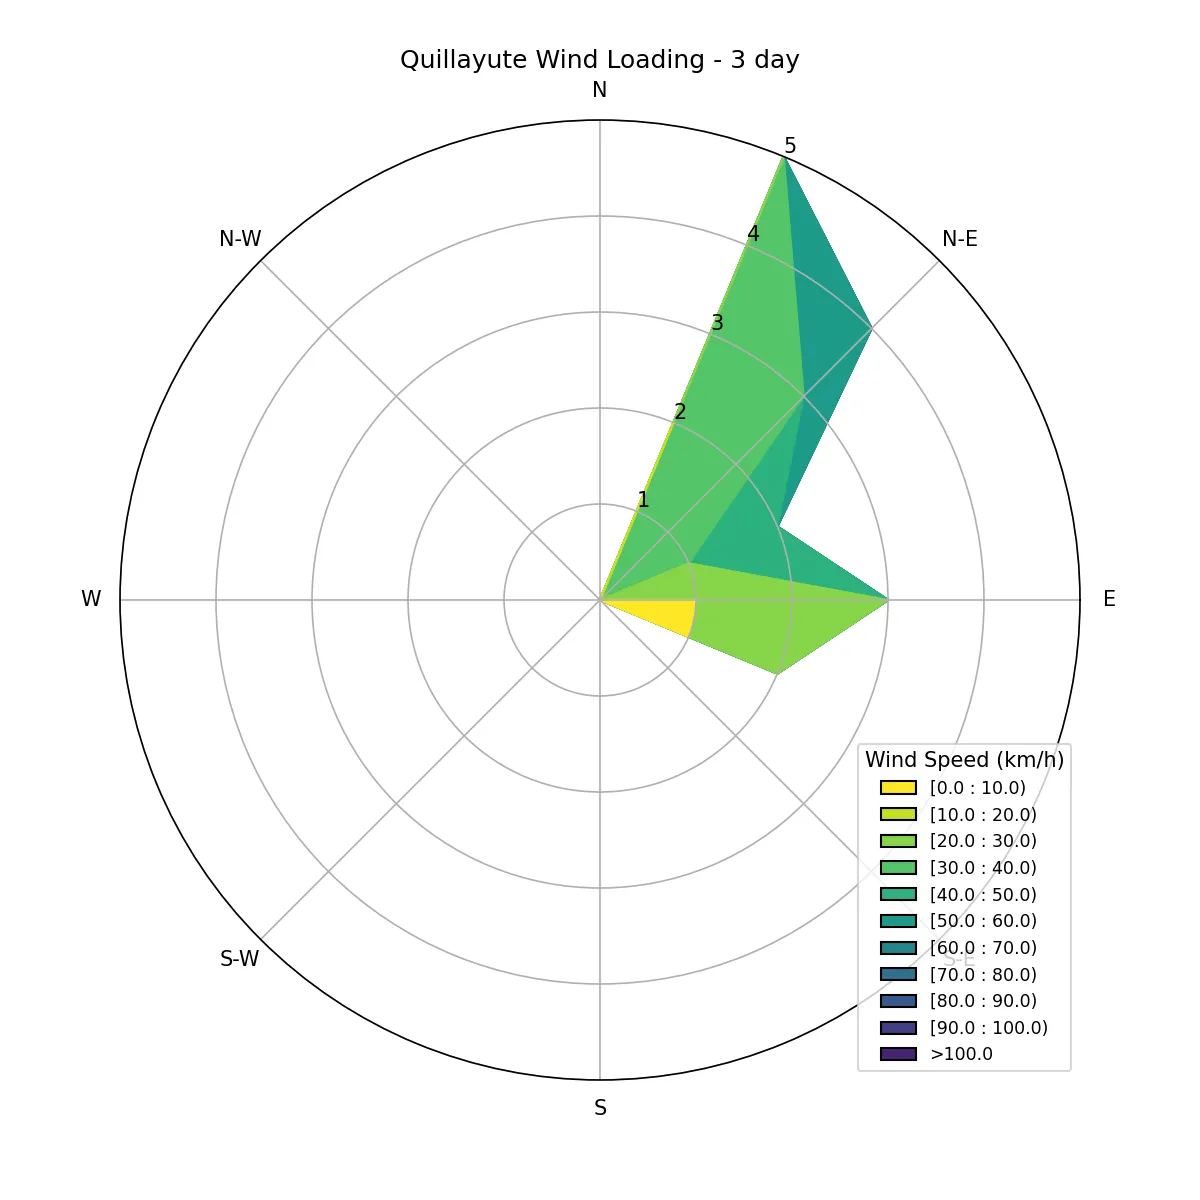 Quillayute Wind Loading - 3 day
N
5
4
N-W
N-E
3
2
1
W
E
Wind Speed (km/h)
[0.0 : 10.0)
[10.0 : 20.0)
[20.0 : 30.0)
[30.0 : 40.0)
[40.0 : 50.0)
[50.0 : 60.0)
[60.0 : 70.0)
[70.0 : 80.0)
[80.0 : 90.0)
[90.0 : 100.0)
>100.0
S-W
S-E
S